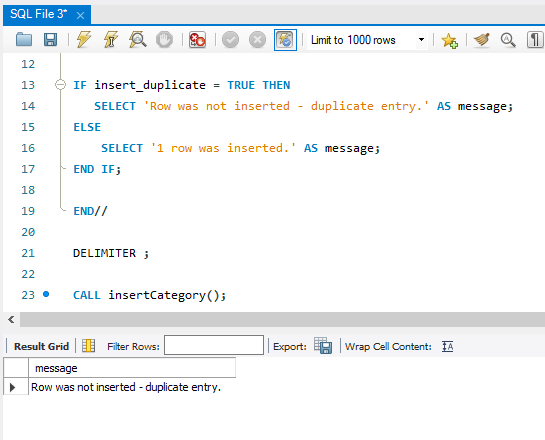 SQL File 3*
Limit to 1000 rows
12
13 IF insert_duplicate = TRUE THEN
14 SELECT 'Row was not inserted - duplicate entry.' AS message;
15 ELSE
16 SELECT '1 row was inserted.' AS message;
17 END IF;
18
19 END//
20
21 DELIMITER ;
22
23 CALL insertCategory();
Result Grid Filter Rows: Export: Wrap Cell Content:
message
Row was not inserted - duplicate entry.